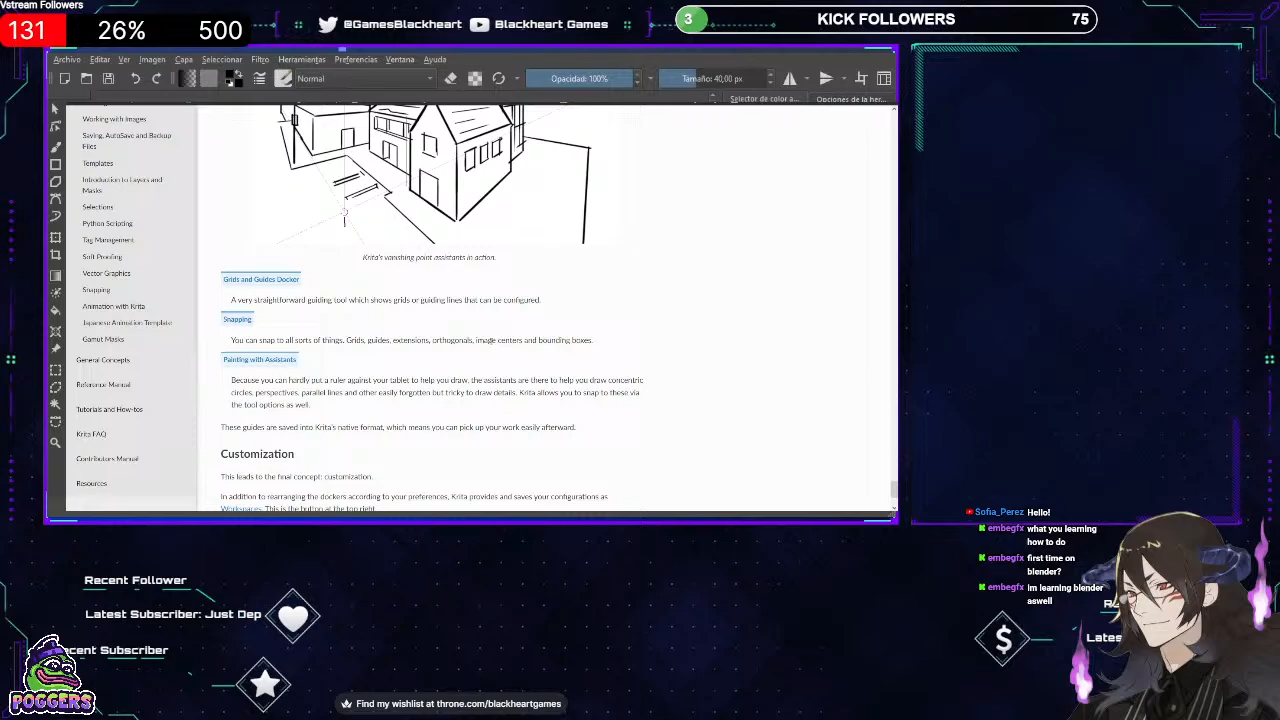 Vstream Followers
131 26% 500
@GamesBlackheart Blackheart Games
3 KICK FOLLOWERS 75
Archivo Editar Ver Imagen Capa Seleccionar Filtro Herramientas Preferencias Ventana Ayuda
Normal Opacidad: 100% Tamaño: 40,00 px
Selector de color a... Opciones de la her...
Working with Images
Saving, AutoSave and Backup
Files
Templates
Introduction to Layers and
Masks
Selections
Python Scripting
Tag Management
Soft Proofing
Vector Graphics
Snapping
Animation with Krita
Japanese Animation Template
Gamut Masks
General Concepts
Reference Manual
Tutorials and How-tos
Krita FAQ
Contributors Manual
Resources
Krita's vanishing point assistants in action.
Grids and Guides Docker
A very straightforward guiding tool which shows grids or guiding lines that can be configured.
Snapping
You can snap to all sorts of things. Grids, guides, extensions, orthogonals, image centers and bounding boxes.
Painting with Assistants
Because you can hardly put a ruler against your tablet to help you draw, the assistants are there to help you draw concentric
circles, perspectives, parallel lines and other easily forgotten but tricky to draw details. Krita allows you to snap to these via
the tool options as well.
These guides are saved into Krita's native format, which means you can pick up your work easily afterward.
Customization
This leads to the final concept: customization.
In addition to rearranging the dockers according to your preferences, Krita provides and saves your configurations as
Workspaces. This is the button at the top right
Sofia_Perez Hello!
embegfx what you learning
how to do
embegfx first time on
blender?
embegfx im learning blender
aswell
Recent Follower
Latest Subscriber: Just Dep
ecent Subscriber
POGGERS
Find my wishlist at throne.com/blackheartgames
$
Lates